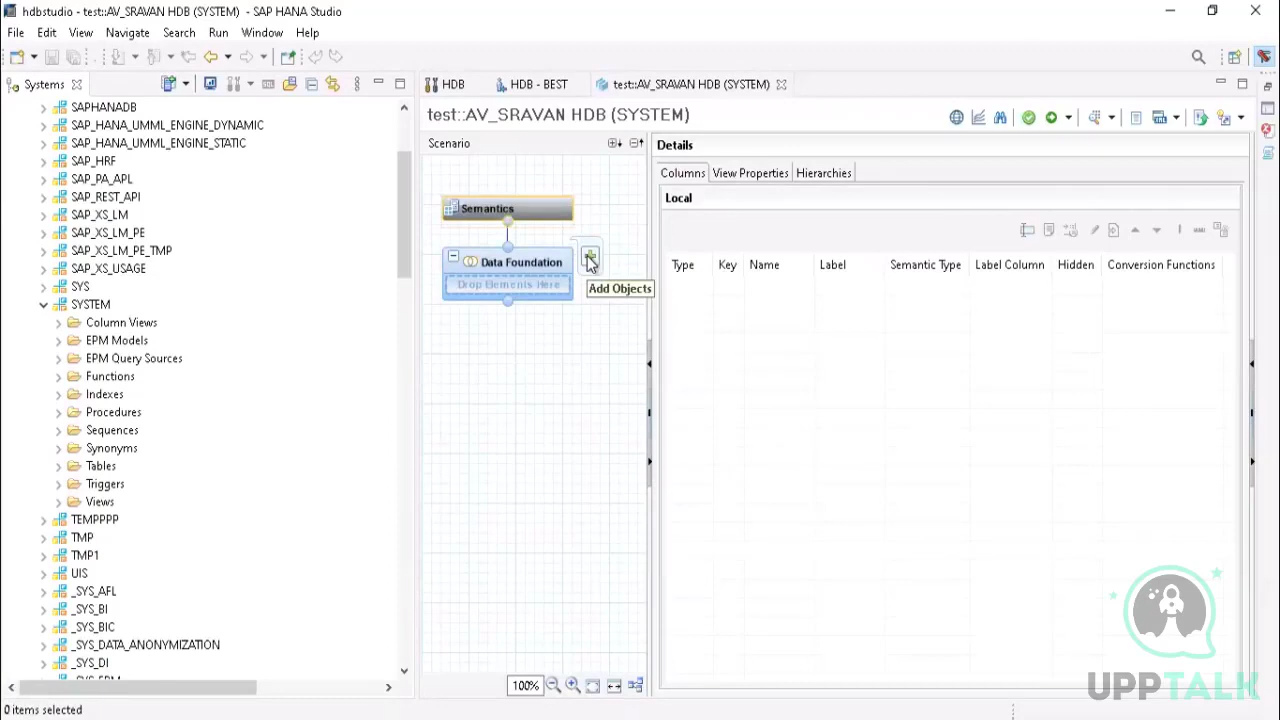 hdbstudio - test::AV_SRAVAN HDB (SYSTEM)  - SAP HANA Studio
File Edit View Navigate Search Run Window Help
Systems
HDB
HDB - BEST
test::AV_SRAVAN HDB (SYSTEM)
SAPHANADB
SAP_HANA_UMML_ENGINE_DYNAMIC
SAP_HANA_UMML_ENGINE_STATIC
SAP_HRF
SAP_PA_APL
SAP_REST_API
SAP_XS_LM
SAP_XS_LM_PE
SAP_XS_LM_PE_TMP
SAP_XS_USAGE
SYS
SYSTEM
Column Views
EPM Models
EPM Query Sources
Functions
Indexes
Procedures
Sequences
Synonyms
Tables
Triggers
Views
TEMPPPP
TMP
TMP1
UIS
_SYS_AFL
_SYS_BI
_SYS_BIC
_SYS_DATA_ANONYMIZATION
_SYS_DI
test::AV_SRAVAN HDB (SYSTEM)
Scenario
Semantics
Data Foundation
Drop Elements Here
Add Objects
100%
Details
Columns View Properties Hierarchies
Local
Type Key Name Label Semantic Type Label Column Hidden Conversion Functions
UPPTALK
0 items selected